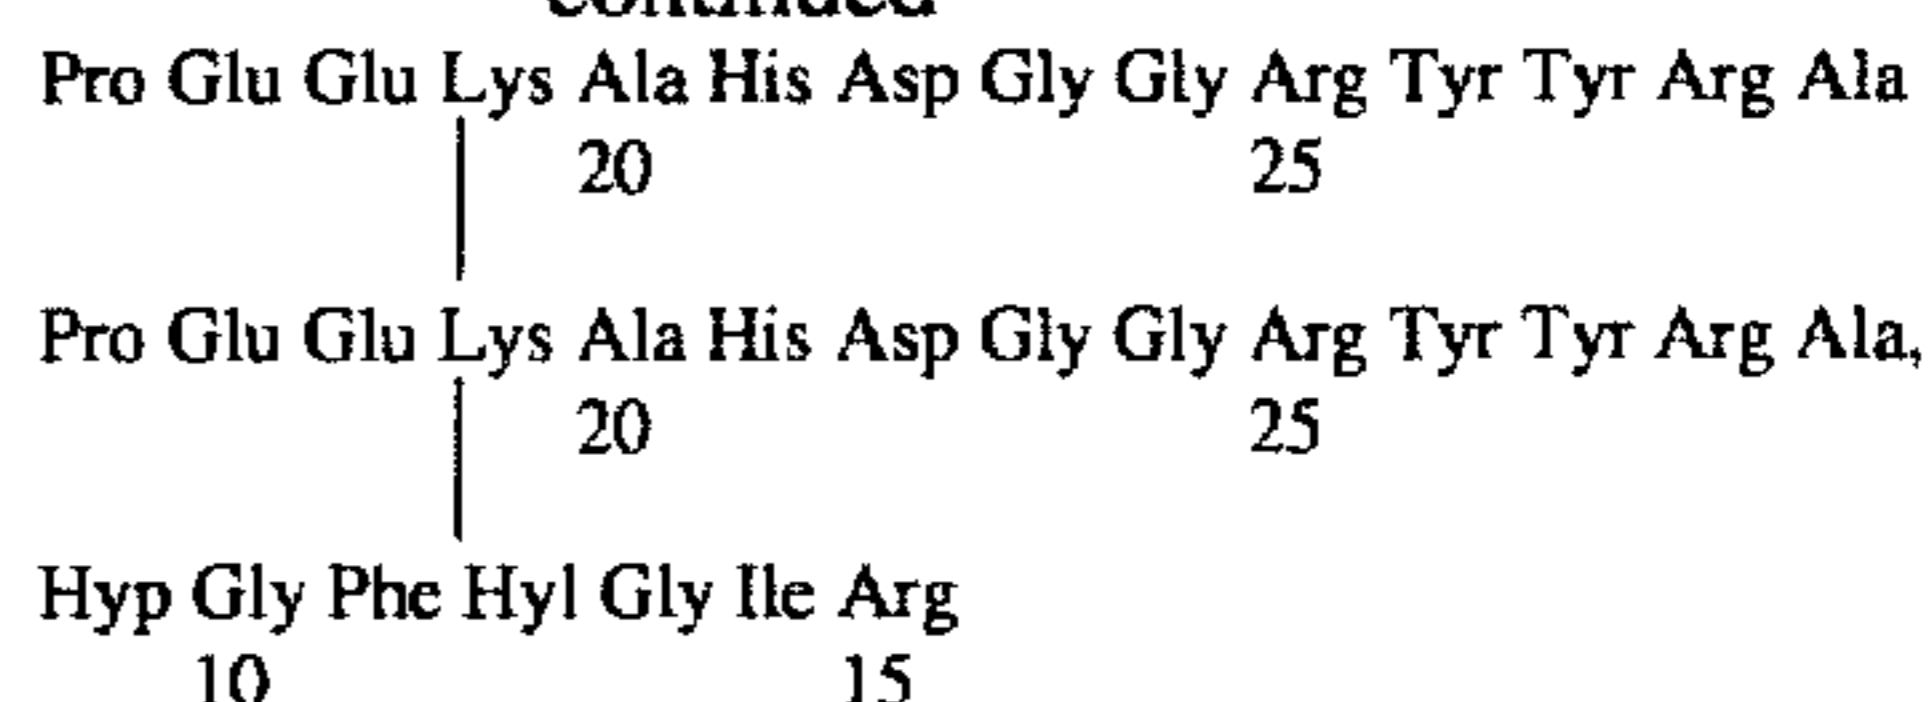 continued
Pro Glu Glu Lys Ala His Asp Gly Gly Arg Tyr Tyr Arg Ala
20 25
Pro Glu Glu Lys Ala His Asp Gly Gly Arg Tyr Tyr Arg Ala,
20 25
Hyp Gly Phe Hyl Gly Ile Arg
10 15